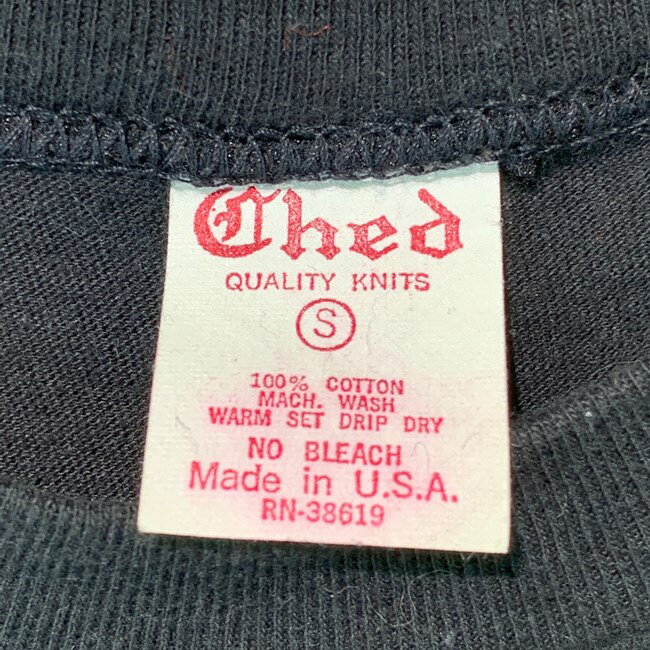 Ched
QUALITY KNITS
S
100% COTTON
MACH. WASH
WARM SET DRIP DRY
NO BLEACH
Made in U.S.A.
RN-38619